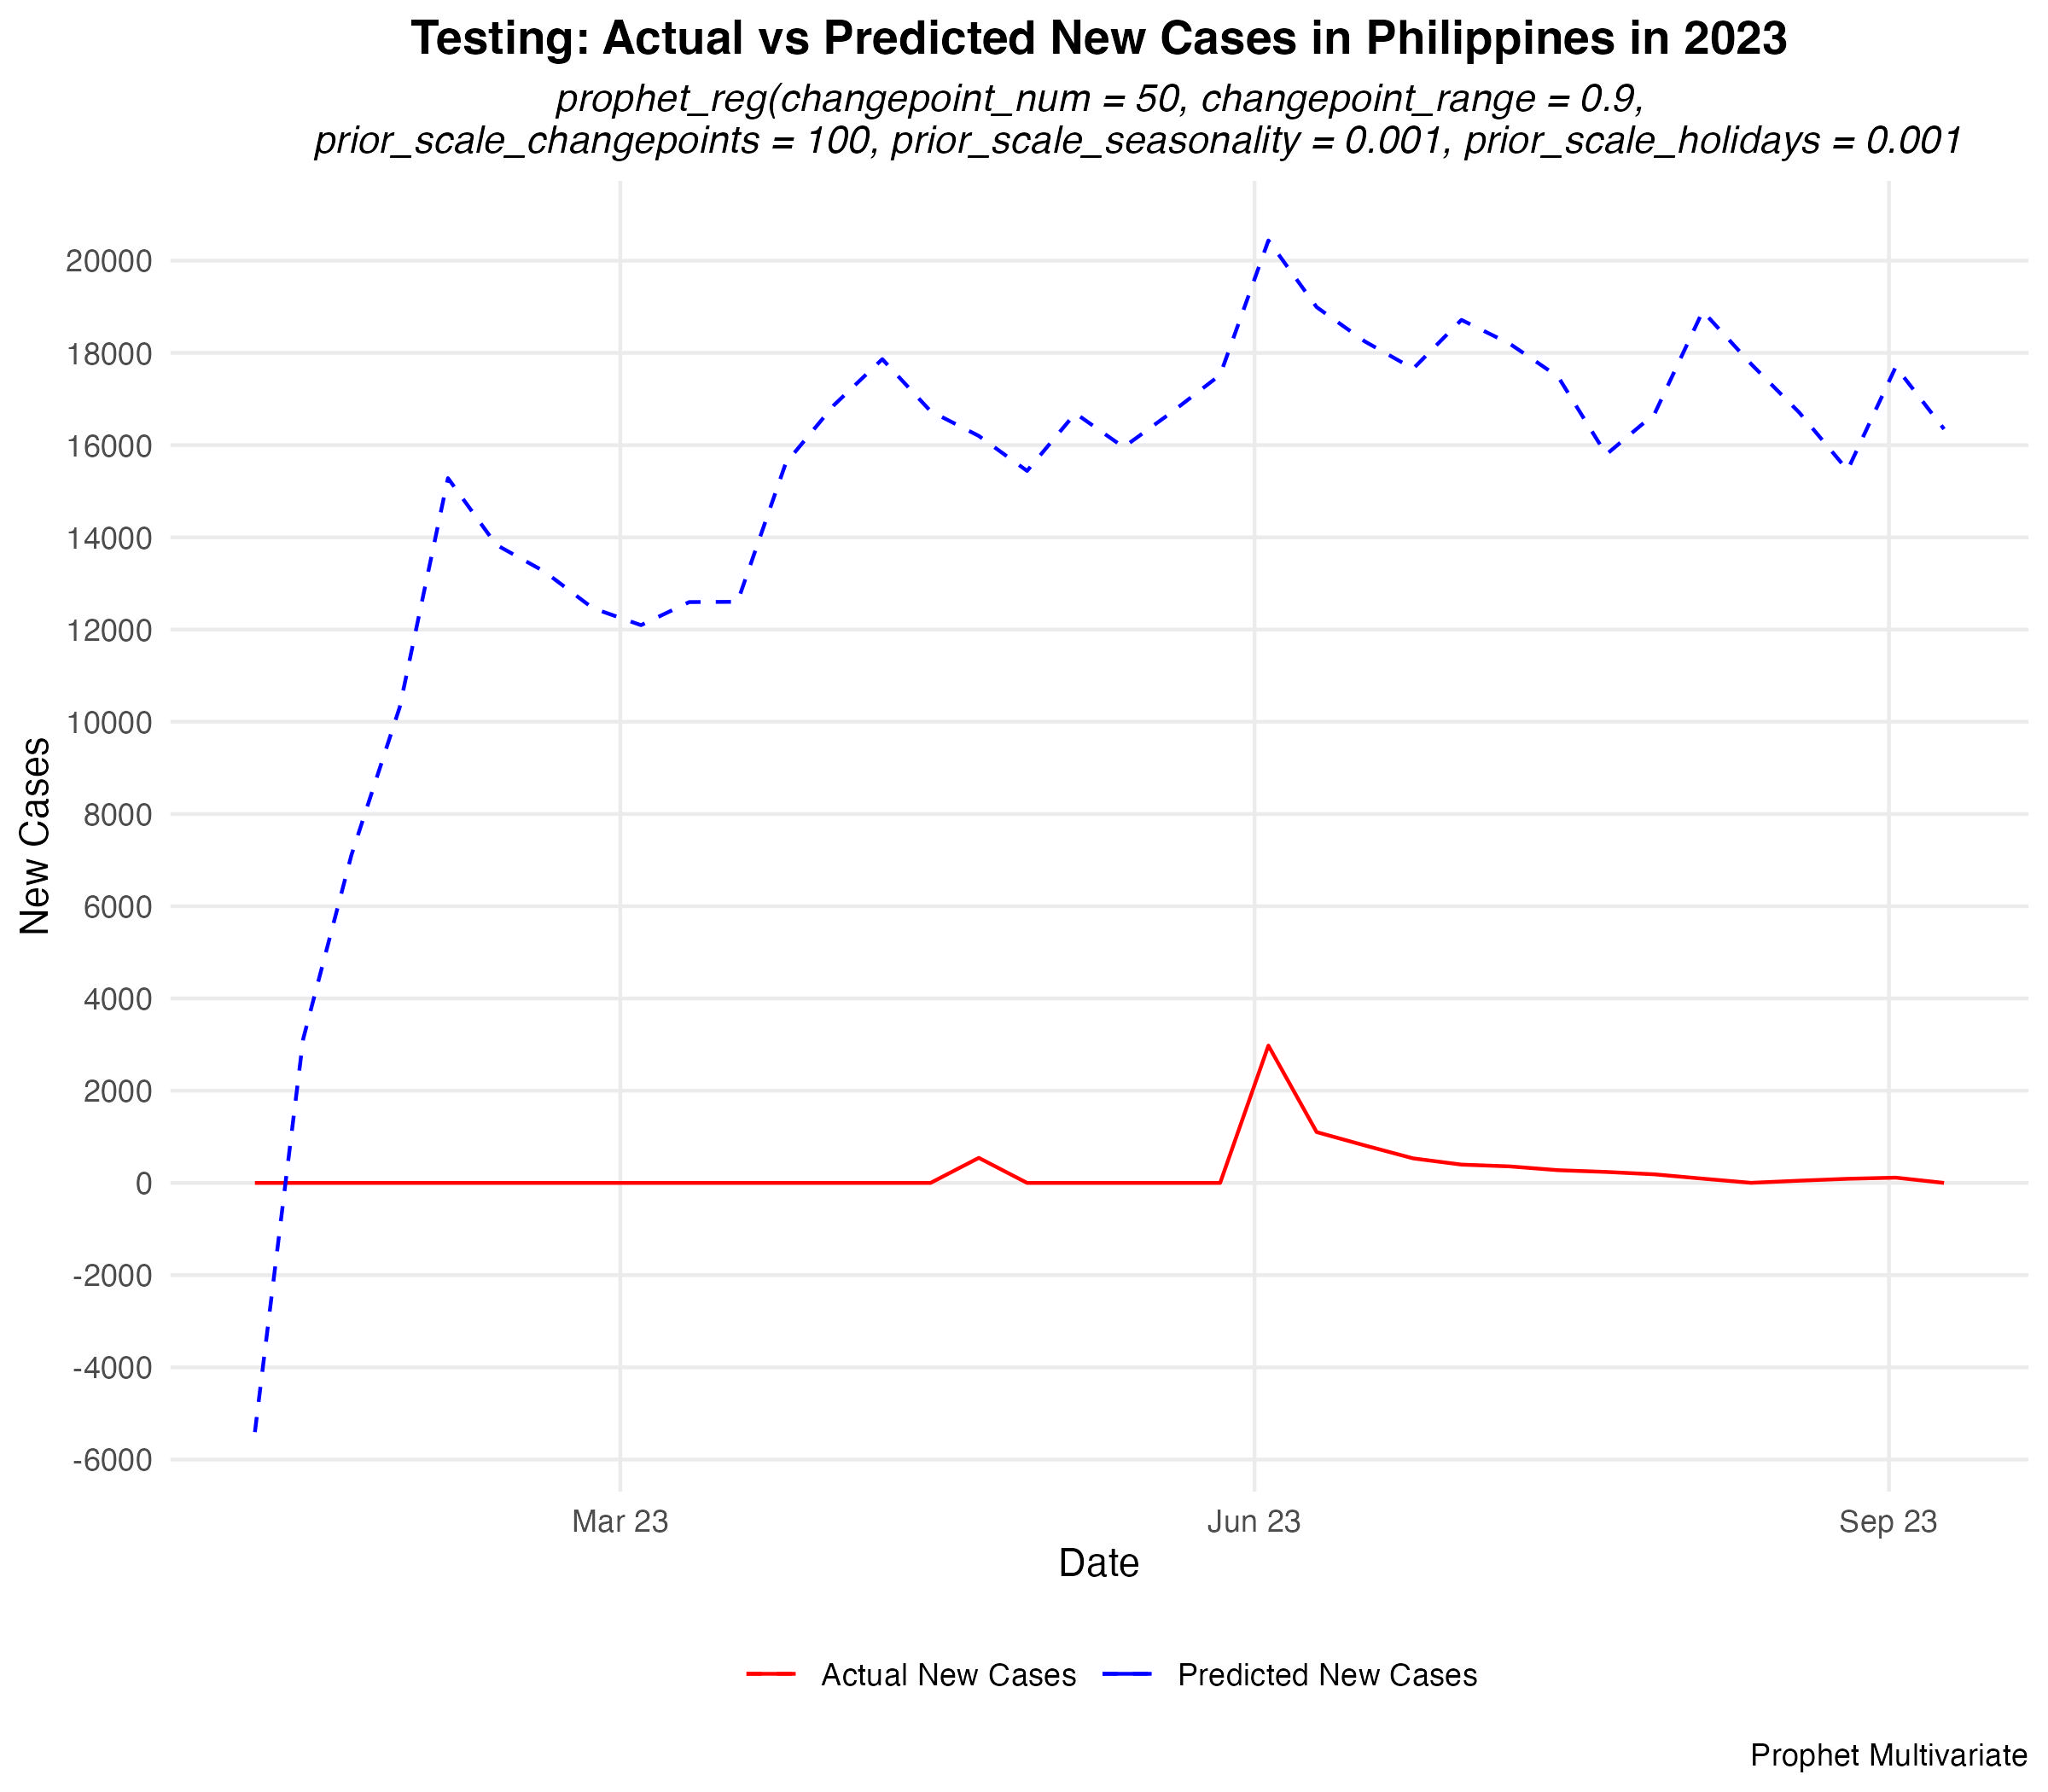 Testing: Actual vs Predicted New Cases in Philippines in 2023
prophet_reg(changepoint_num = 50, changepoint_range = 0.9,
prior_scale_changepoints = 100, prior_scale_seasonality = 0.001, prior_scale_holidays = 0.001
New Cases
20000
18000
16000
14000
12000
10000
8000
6000
4000
2000
0
-2000
-4000
-6000
Mar 23 Jun 23 Sep 23
Date
Actual New Cases Predicted New Cases
Prophet Multivariate